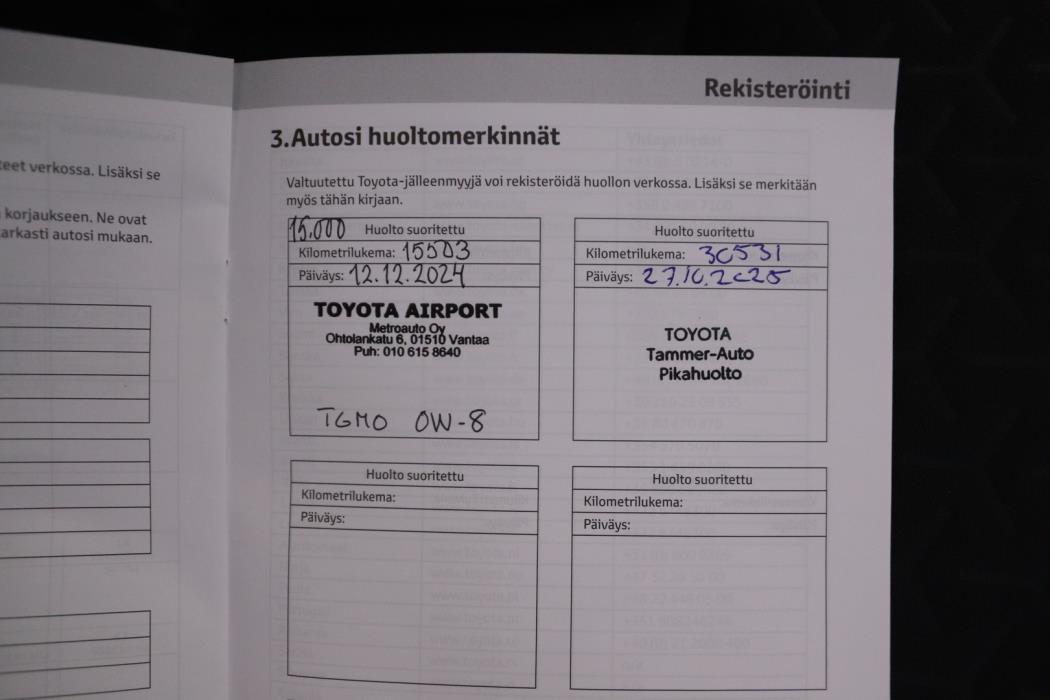 teet verkossa. Lisäksi se
korjaukseen. Ne ovat
tarkasti autosi mukaan.
Rekisteröinti
3.Autosi huoltomerkinnät
Valtuutettu Toyota-jälleenmyyjä voi rekisteröidä huollon verkossa. Lisäksi se merkitään
myös tähän kirjaan.
15.000 Huolto suoritettu
Kilometrilukema: 15503
Päiväys: 12.12.2024
TOYOTA AIRPORT
Metroauto Oy
Ohtolankatu 6, 01510 Vantaa
Puh: 010 615 8640
TGMO OW-8
Huolto suoritettu
Kilometrilukema: 30531
Päiväys: 27.10.2025
TOYOTA
Tammer-Auto
Pikahuolto
Huolto suoritettu
Kilometrilukema:
Päiväys:
Huolto suoritettu
Kilometrilukema:
Päiväys: